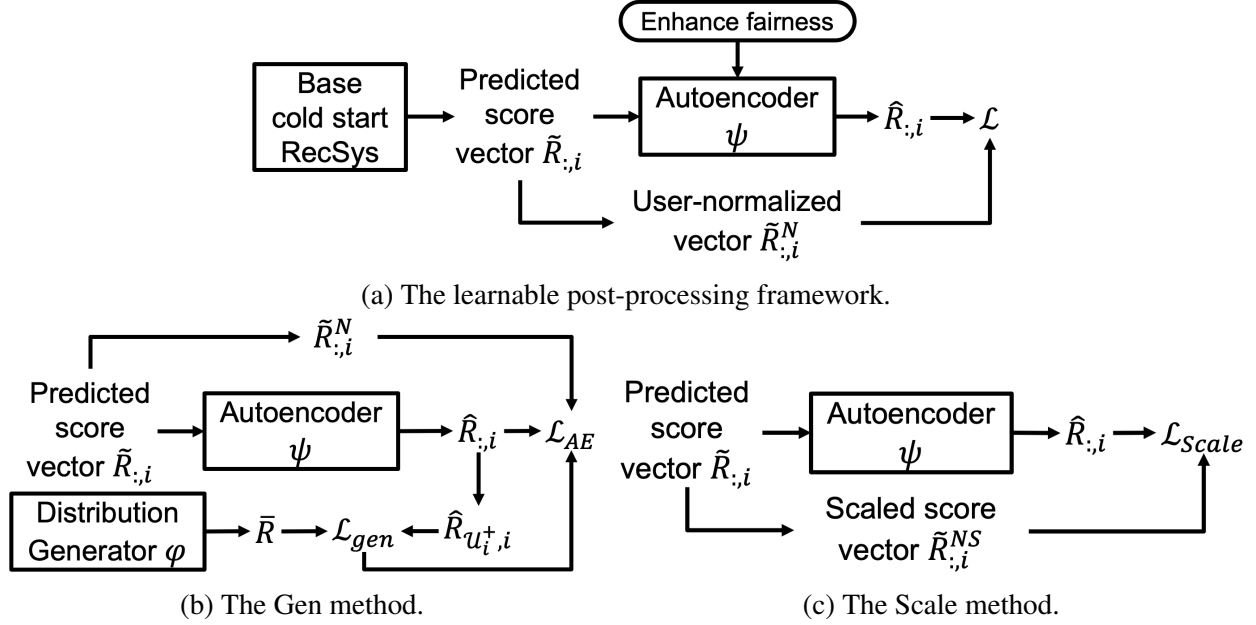 Enhance fairness
Base
cold start
RecSys
Predicted
score
vector R̃:,i
Autoencoder
ψ
R̂:,i
ℒ
User-normalized
vector R̃ᴺ:,i
(a) The learnable post-processing framework.
R̃ᴺ:,i
Predicted
score
vector R̃:,i
Autoencoder
ψ
R̂:,i
ℒAE
Distribution
Generator φ
R̄
ℒgen
R̂𝒰i⁺,i
(b) The Gen method.
Predicted
score
vector R̃:,i
Autoencoder
ψ
R̂:,i
ℒScale
Scaled score
vector R̃ᴺˢ:,i
(c) The Scale method.